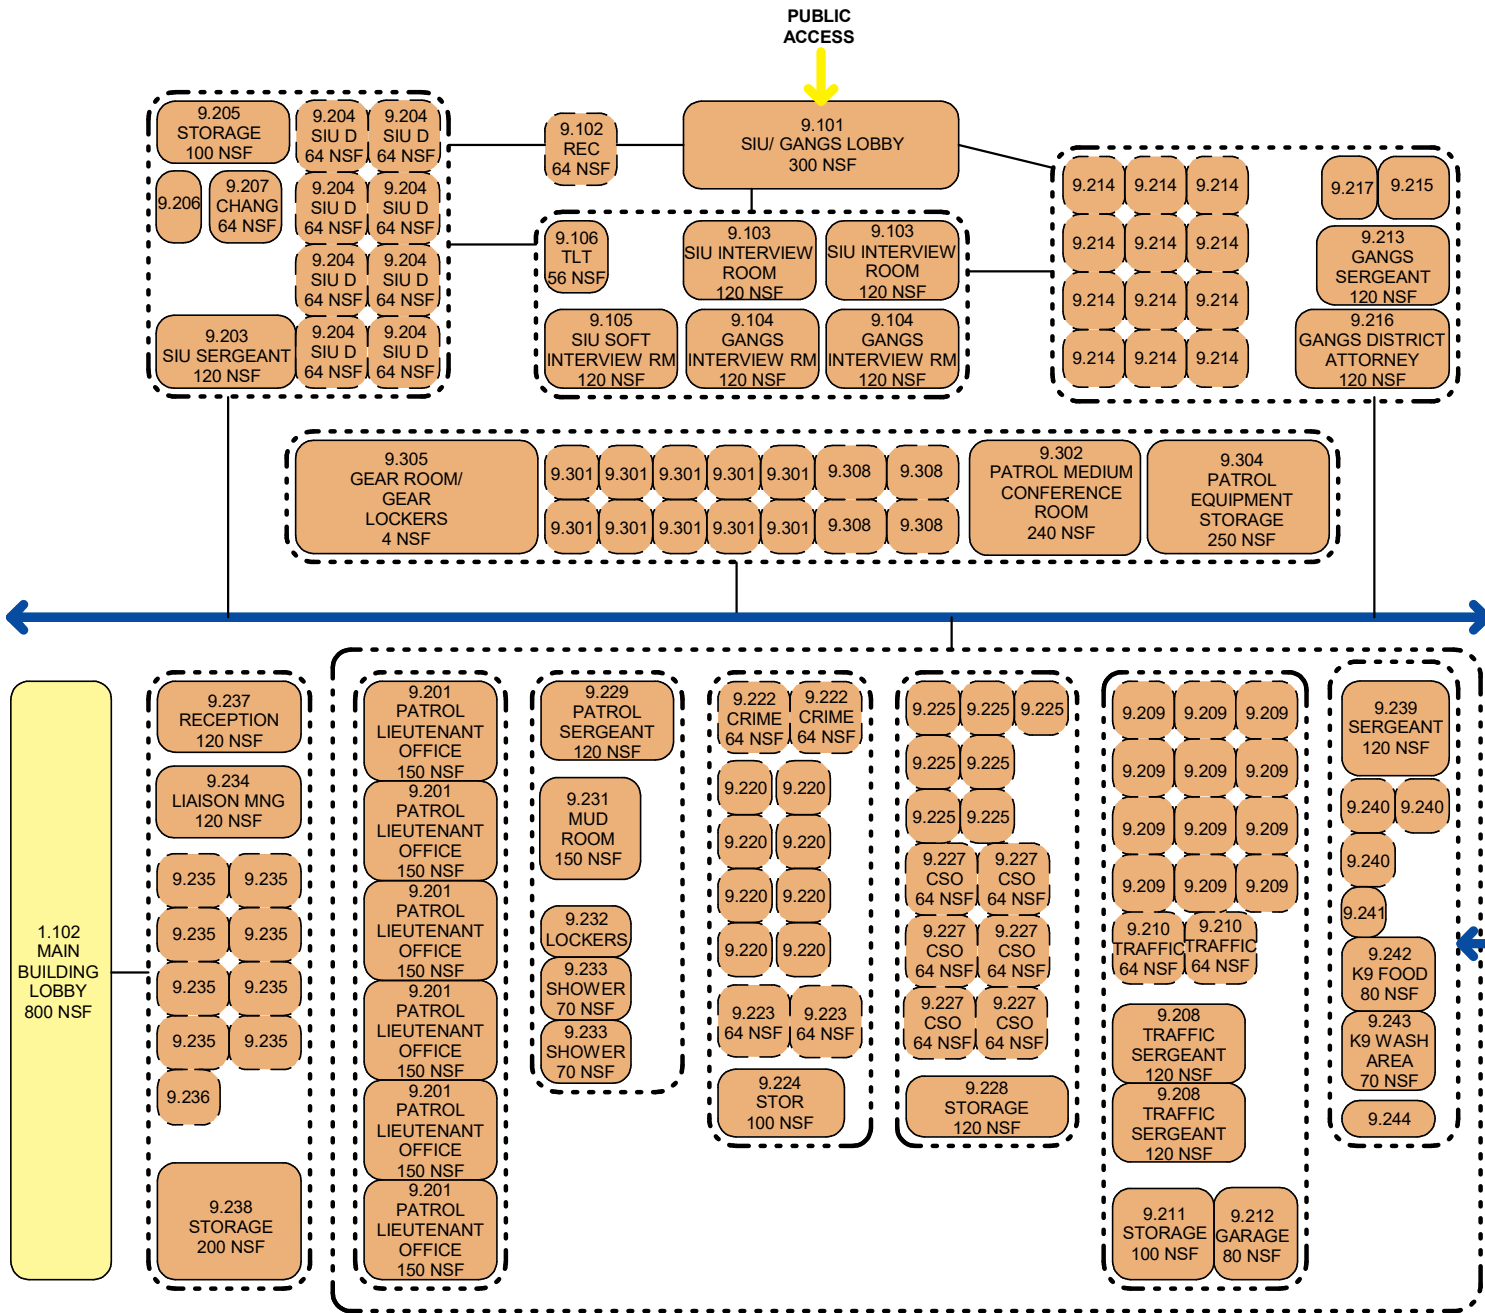 PUBLIC
ACCESS
9.205
STORAGE
100 NSF
9.204
SIU D
64 NSF
9.204
SIU D
64 NSF
9.206
9.207
CHANG
64 NSF
9.204
SIU D
64 NSF
9.204
SIU D
64 NSF
9.204
SIU D
64 NSF
9.204
SIU D
64 NSF
9.203
SIU SERGEANT
120 NSF
9.204
SIU D
64 NSF
9.204
SIU D
64 NSF
9.102
REC
64 NSF
9.101
SIU/ GANGS LOBBY
300 NSF
9.106
TLT
56 NSF
9.103
SIU INTERVIEW
ROOM
120 NSF
9.103
SIU INTERVIEW
ROOM
120 NSF
9.105
SIU SOFT
INTERVIEW RM
120 NSF
9.104
GANGS
INTERVIEW RM
120 NSF
9.104
GANGS
INTERVIEW RM
120 NSF
9.214
9.214
9.214
9.214
9.214
9.214
9.214
9.214
9.214
9.214
9.214
9.214
9.217
9.215
9.213
GANGS
SERGEANT
120 NSF
9.216
GANGS DISTRICT
ATTORNEY
120 NSF
9.305
GEAR ROOM/
GEAR
LOCKERS
4 NSF
9.301
9.301
9.301
9.301
9.301
9.308
9.308
9.301
9.301
9.301
9.301
9.301
9.308
9.308
9.302
PATROL MEDIUM
CONFERENCE
ROOM
240 NSF
9.304
PATROL
EQUIPMENT
STORAGE
250 NSF
1.102
MAIN
BUILDING
LOBBY
800 NSF
9.237
RECEPTION
120 NSF
9.234
LIAISON MNG
120 NSF
9.235
9.235
9.235
9.235
9.235
9.235
9.235
9.235
9.236
9.238
STORAGE
200 NSF
9.201
PATROL
LIEUTENANT
OFFICE
150 NSF
9.201
PATROL
LIEUTENANT
OFFICE
150 NSF
9.201
PATROL
LIEUTENANT
OFFICE
150 NSF
9.201
PATROL
LIEUTENANT
OFFICE
150 NSF
9.201
PATROL
LIEUTENANT
OFFICE
150 NSF
9.201
PATROL
LIEUTENANT
OFFICE
150 NSF
9.229
PATROL
SERGEANT
120 NSF
9.231
MUD
ROOM
150 NSF
9.232
LOCKERS
9.233
SHOWER
70 NSF
9.233
SHOWER
70 NSF
9.222
CRIME
64 NSF
9.222
CRIME
64 NSF
9.220
9.220
9.220
9.220
9.220
9.220
9.220
9.220
9.223
64 NSF
9.223
64 NSF
9.224
STOR
100 NSF
9.225
9.225
9.225
9.225
9.225
9.225
9.225
9.227
CSO
64 NSF
9.227
CSO
64 NSF
9.227
CSO
64 NSF
9.227
CSO
64 NSF
9.227
CSO
64 NSF
9.227
CSO
64 NSF
9.228
STORAGE
120 NSF
9.209
9.209
9.209
9.209
9.209
9.209
9.209
9.209
9.209
9.209
9.209
9.209
9.210
TRAFFIC
64 NSF
9.210
TRAFFIC
64 NSF
9.208
TRAFFIC
SERGEANT
120 NSF
9.208
TRAFFIC
SERGEANT
120 NSF
9.211
STORAGE
100 NSF
9.212
GARAGE
80 NSF
9.239
SERGEANT
120 NSF
9.240
9.240
9.240
9.241
9.242
K9 FOOD
80 NSF
9.243
K9 WASH
AREA
70 NSF
9.244